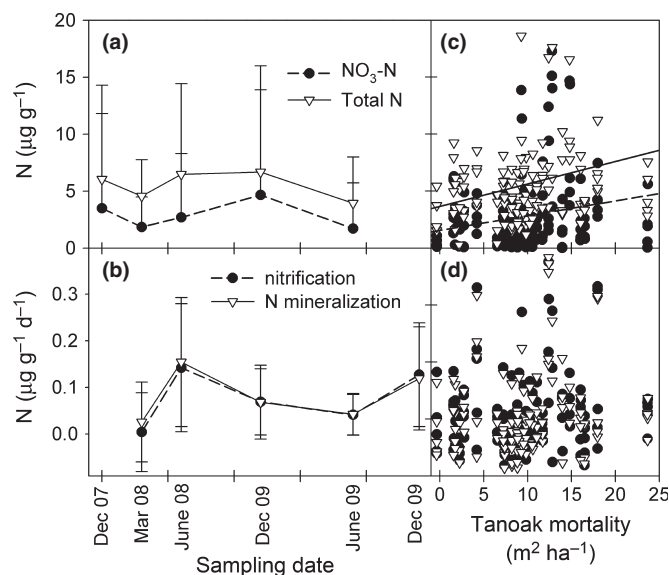 (a)
NO₃-N
Total N
(c)
20
15
10
5
0
N (µg g⁻¹)
(b)
nitrification
N mineralization
(d)
0.3
0.2
0.1
0.0
N (µg g⁻¹ d⁻¹)
Dec 07
Mar 08
June 08
Dec 09
June 09
Dec 09
Sampling date
0 5 10 15 20 25
Tanoak mortality
(m² ha⁻¹)